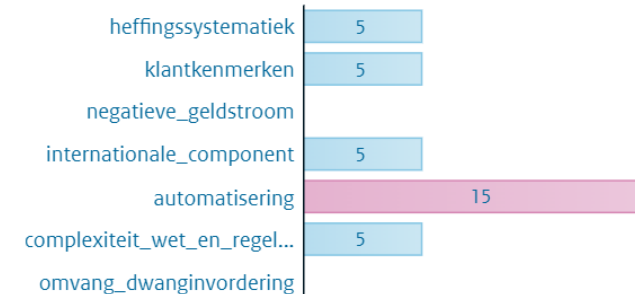 heffingssystematiek 5
klantkenmerken 5
negatieve_geldstroom
internationale_component 5
automatisering 15
complexiteit_wet_en_regel... 5
omvang_dwanginvordering